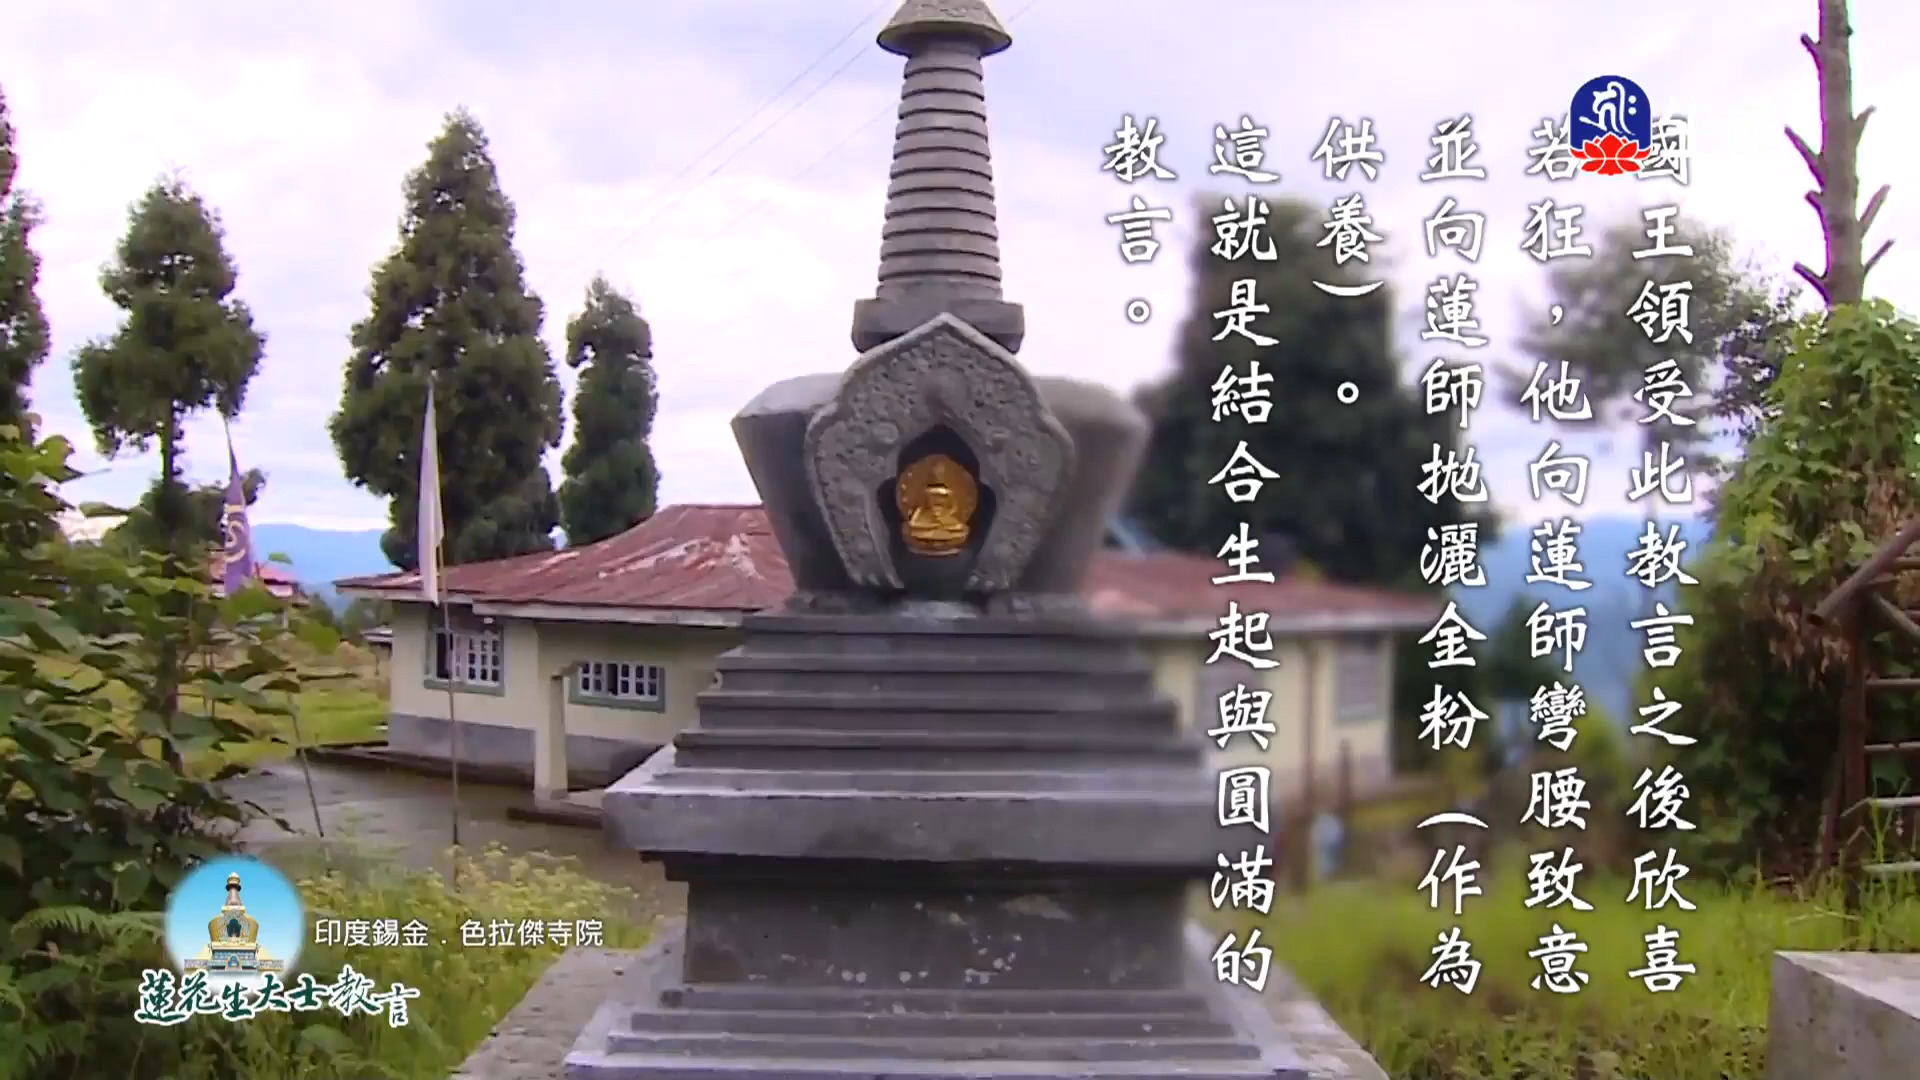 國王領受此教言之後欣喜
若狂，他向蓮師彎腰致意
並向蓮師拋灑金粉（作為
供養）。
這就是結合生起與圓滿的
教言。
印度錫金．色拉傑寺院
蓮花生大士教言